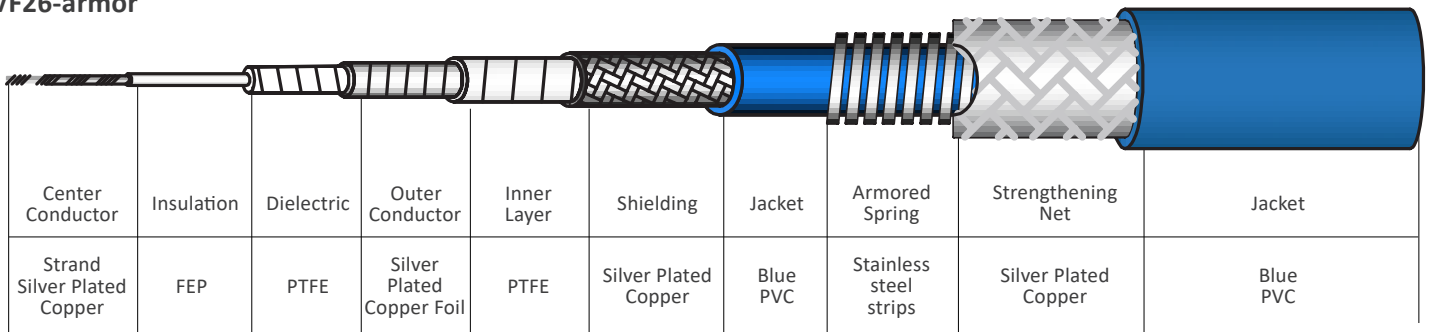 VF26-armor
Center
Conductor
Insulation
Dielectric
Outer
Conductor
Inner
Layer
Shielding
Jacket
Armored
Spring
Strengthening
Net
Jacket
Strand
Silver Plated
Copper
FEP
PTFE
Silver
Plated
Copper Foil
PTFE
Silver Plated
Copper
Blue
PVC
Stainless
steel
strips
Silver Plated
Copper
Blue
PVC